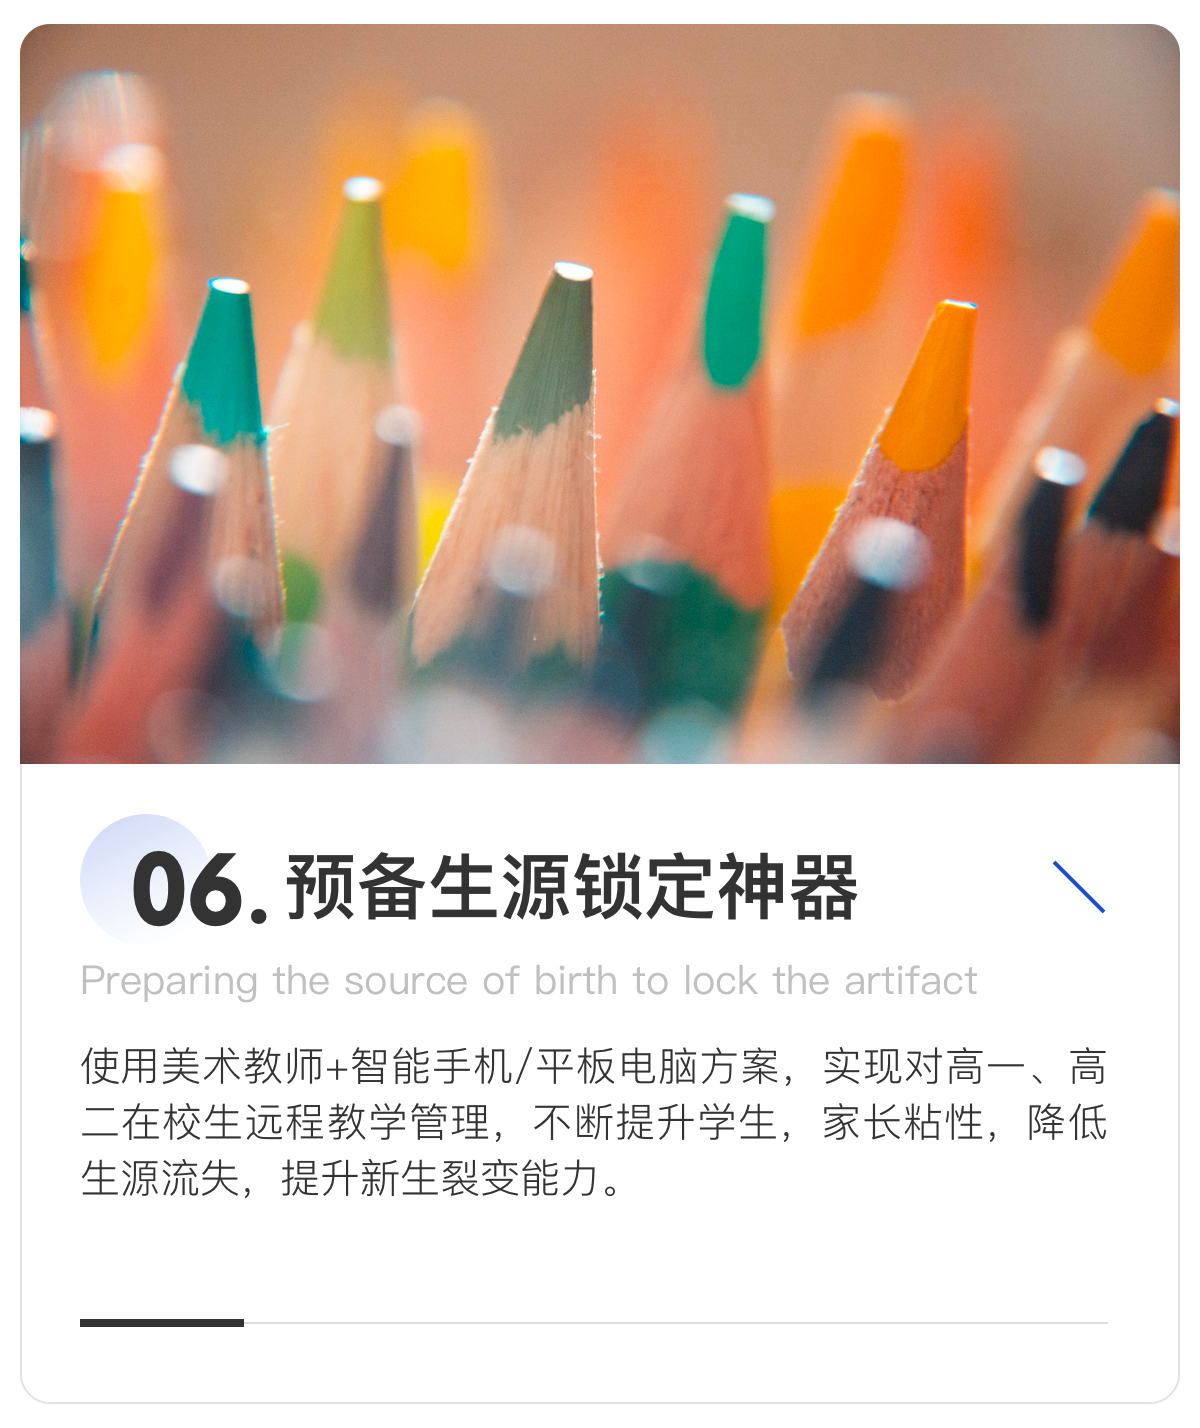 06. 预备生源锁定神器
Preparing the source of birth to lock the artifact
使用美术教师+智能手机/平板电脑方案，实现对高一、高
二在校生远程教学管理，不断提升学生，家长粘性，降低
生源流失，提升新生裂变能力。